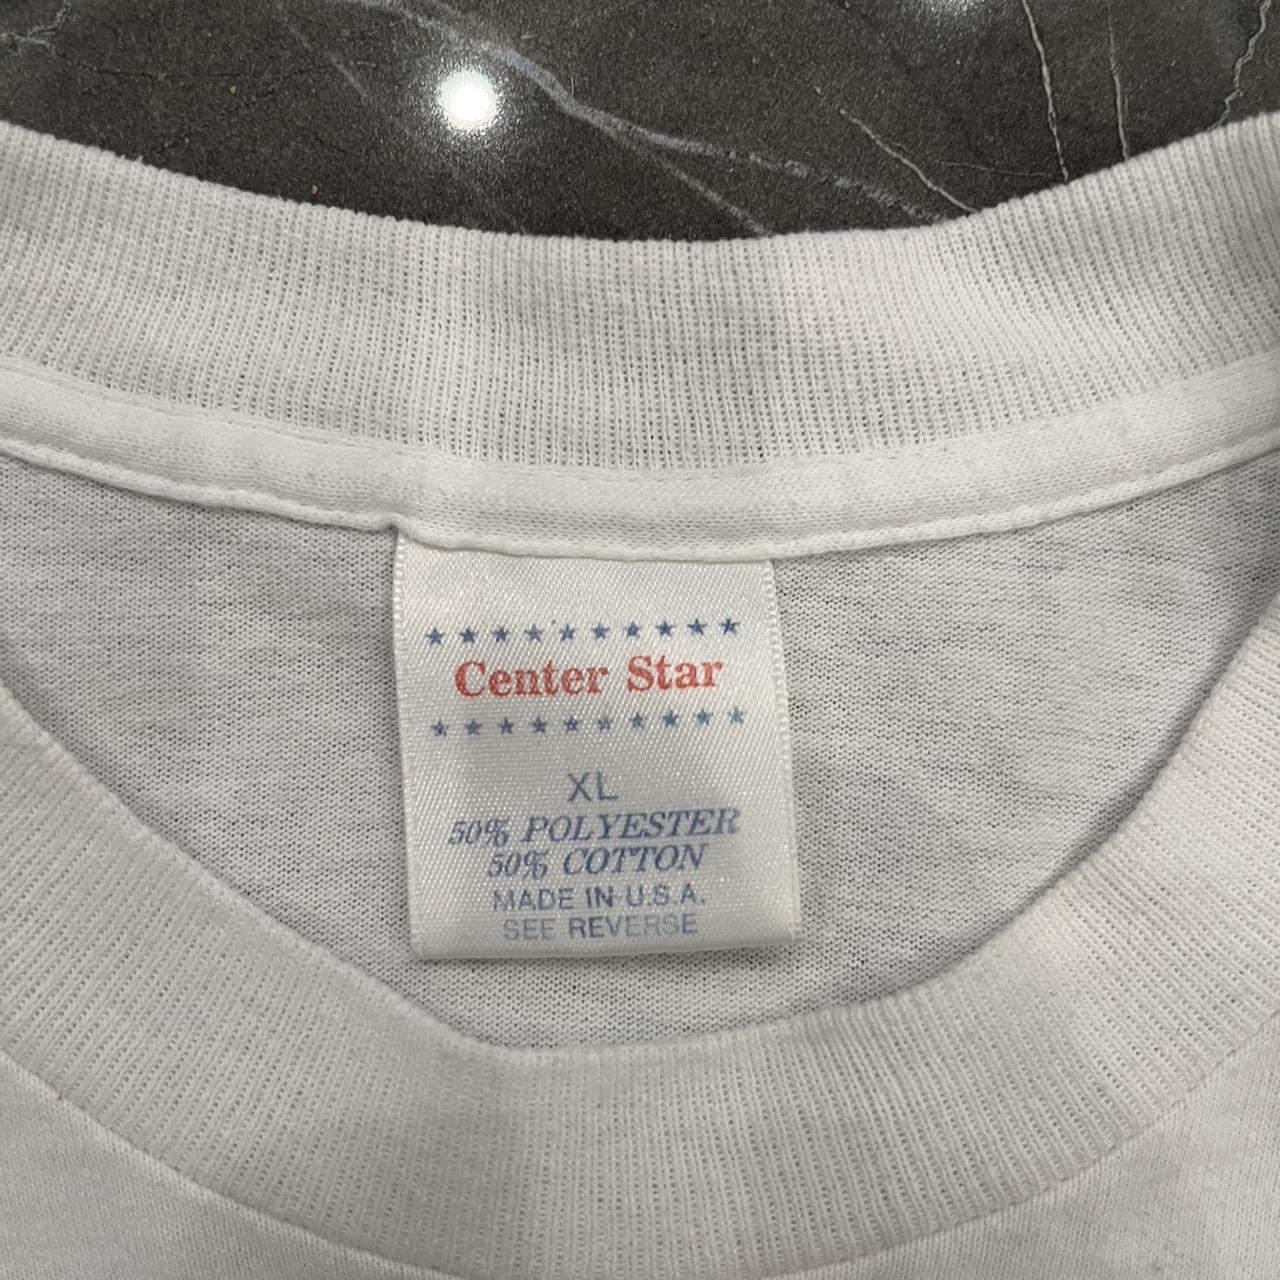 Center Star
XL
50% POLYESTER
50% COTTON
MADE IN U.S.A.
SEE REVERSE